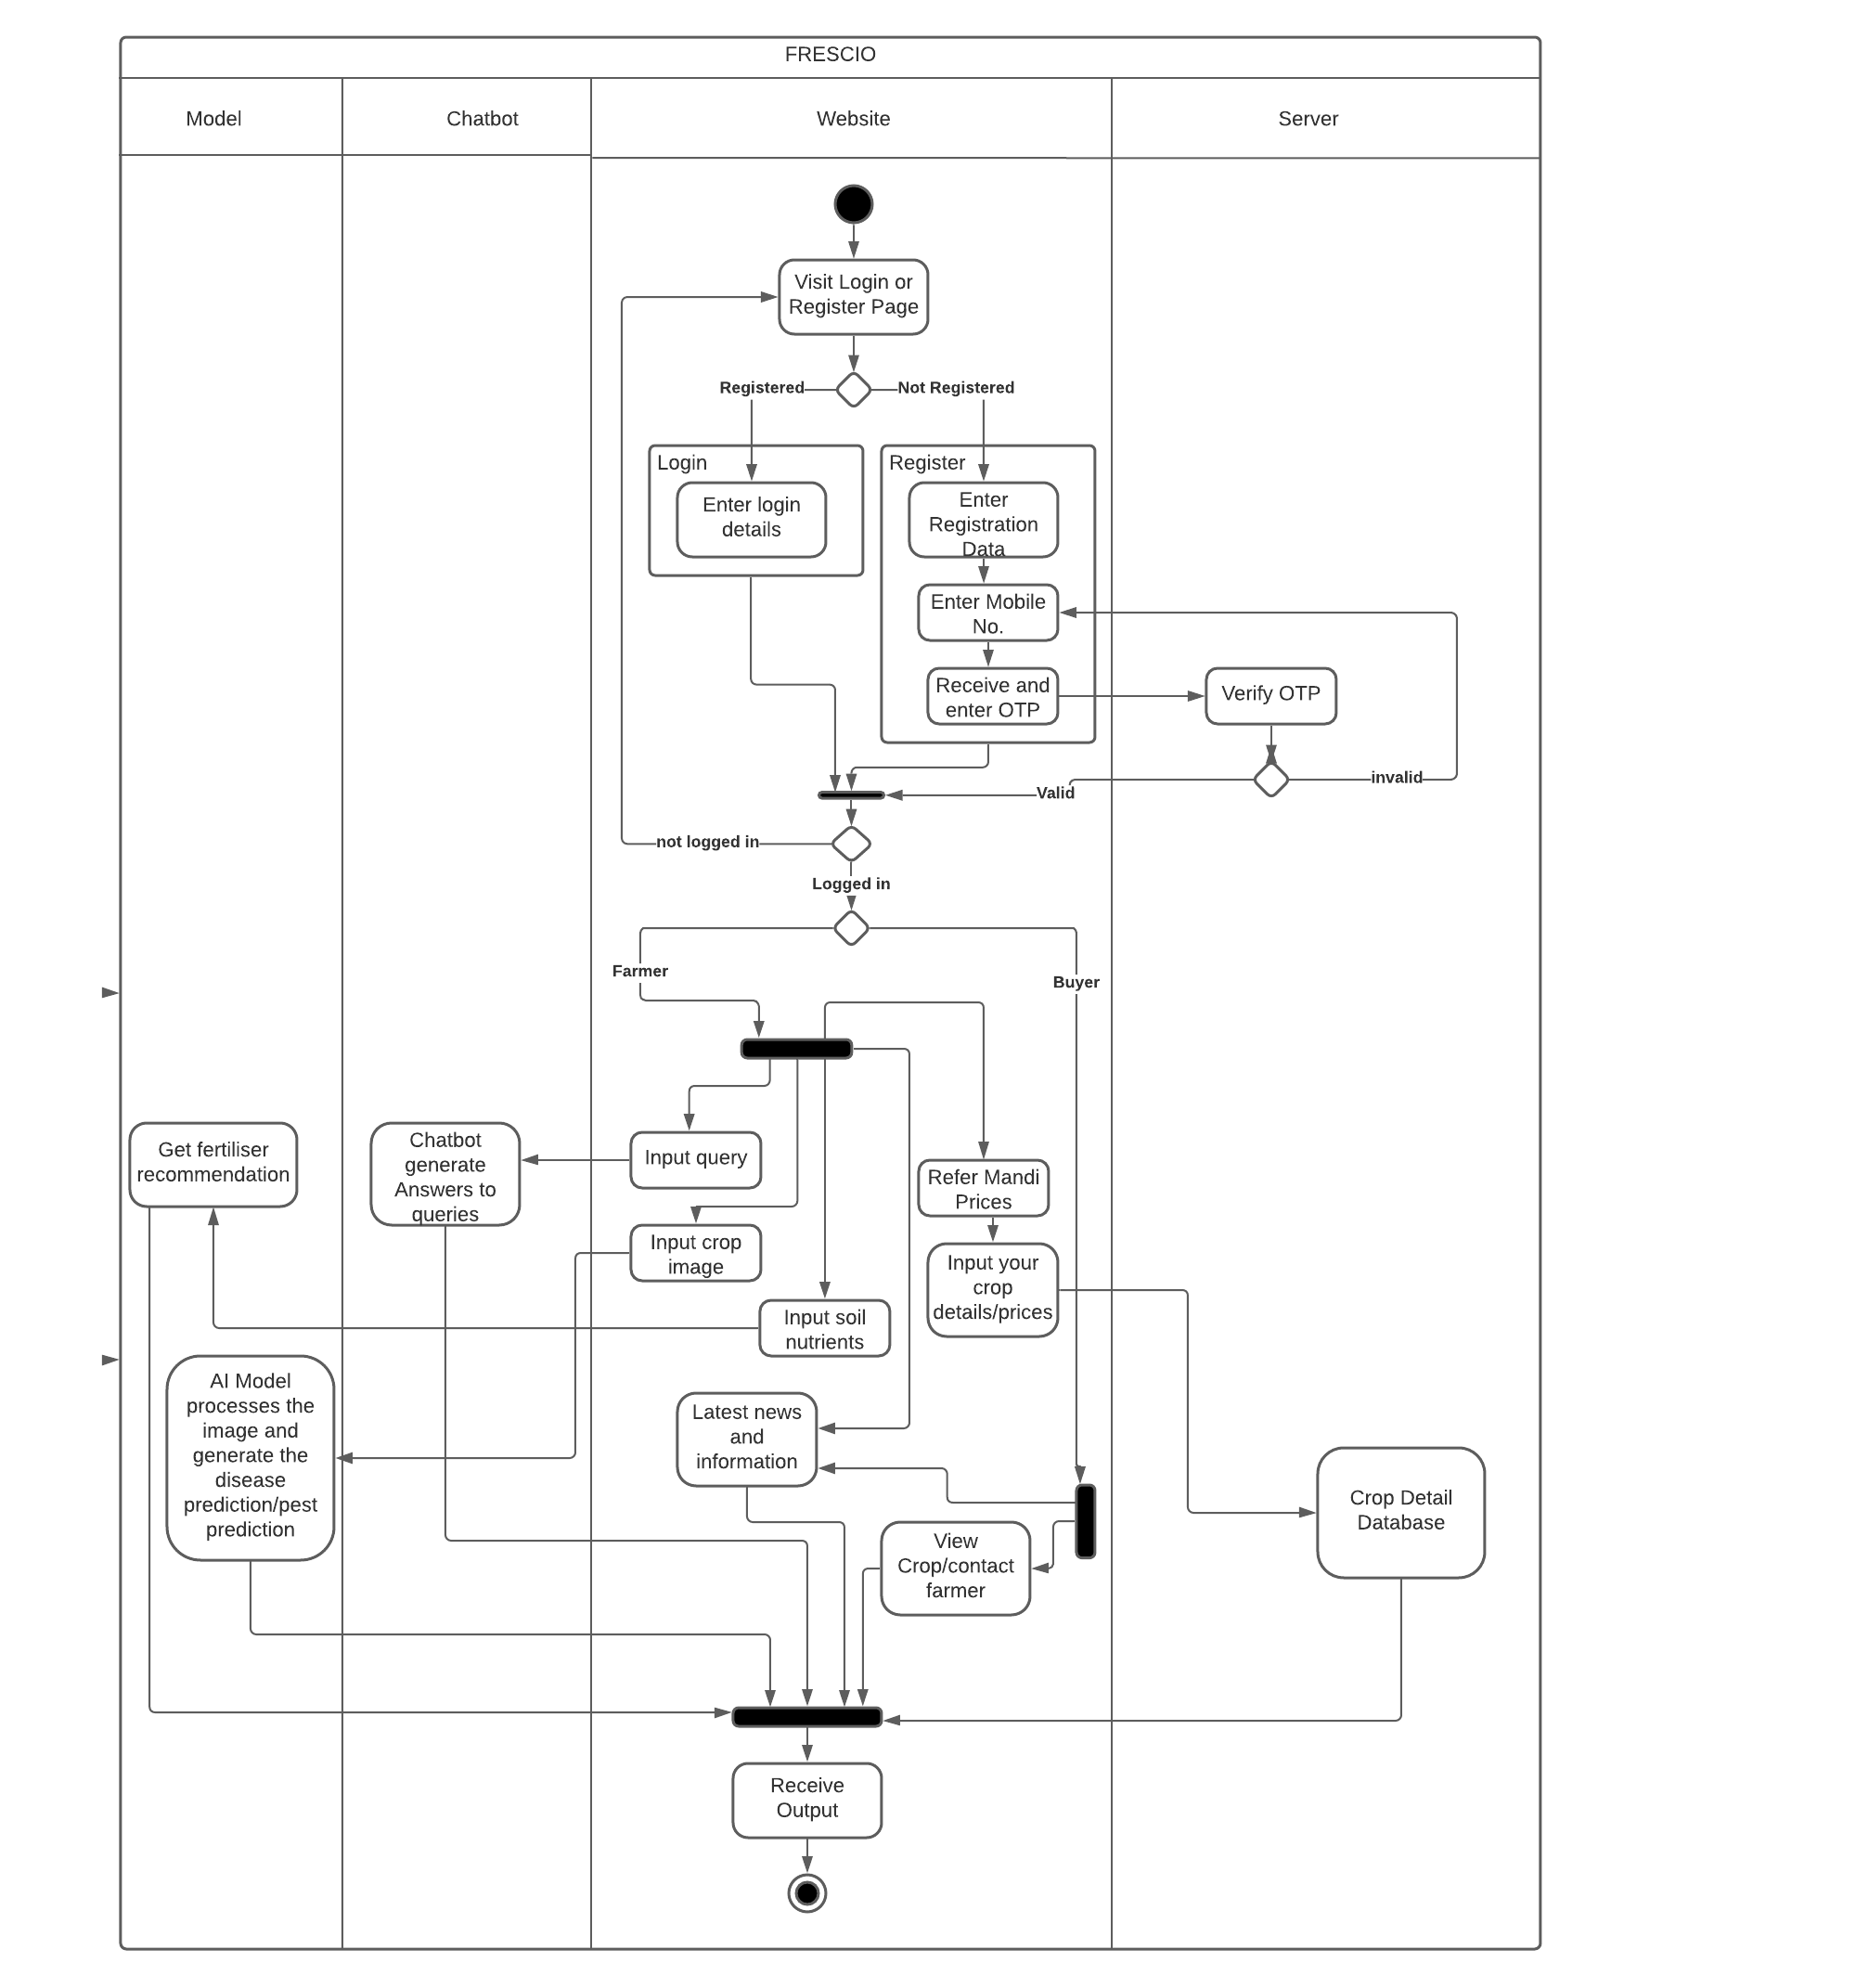 FRESCIO
Model
Chatbot
Website
Server
Visit Login or
Register Page
Registered
Not Registered
Login
Enter login
details
Register
Enter
Registration
Data
Enter Mobile
No.
Receive and
enter OTP
Verify OTP
Valid
invalid
not logged in
Logged in
Farmer
Buyer
Get fertiliser
recommendation
Chatbot
generate
Answers to
queries
Input query
Refer Mandi
Prices
Input crop
image
Input your
crop
details/prices
Input soil
nutrients
AI Model
processes the
image and
generate the
disease
prediction/pest
prediction
Latest news
and
information
Crop Detail
Database
View
Crop/contact
farmer
Receive
Output